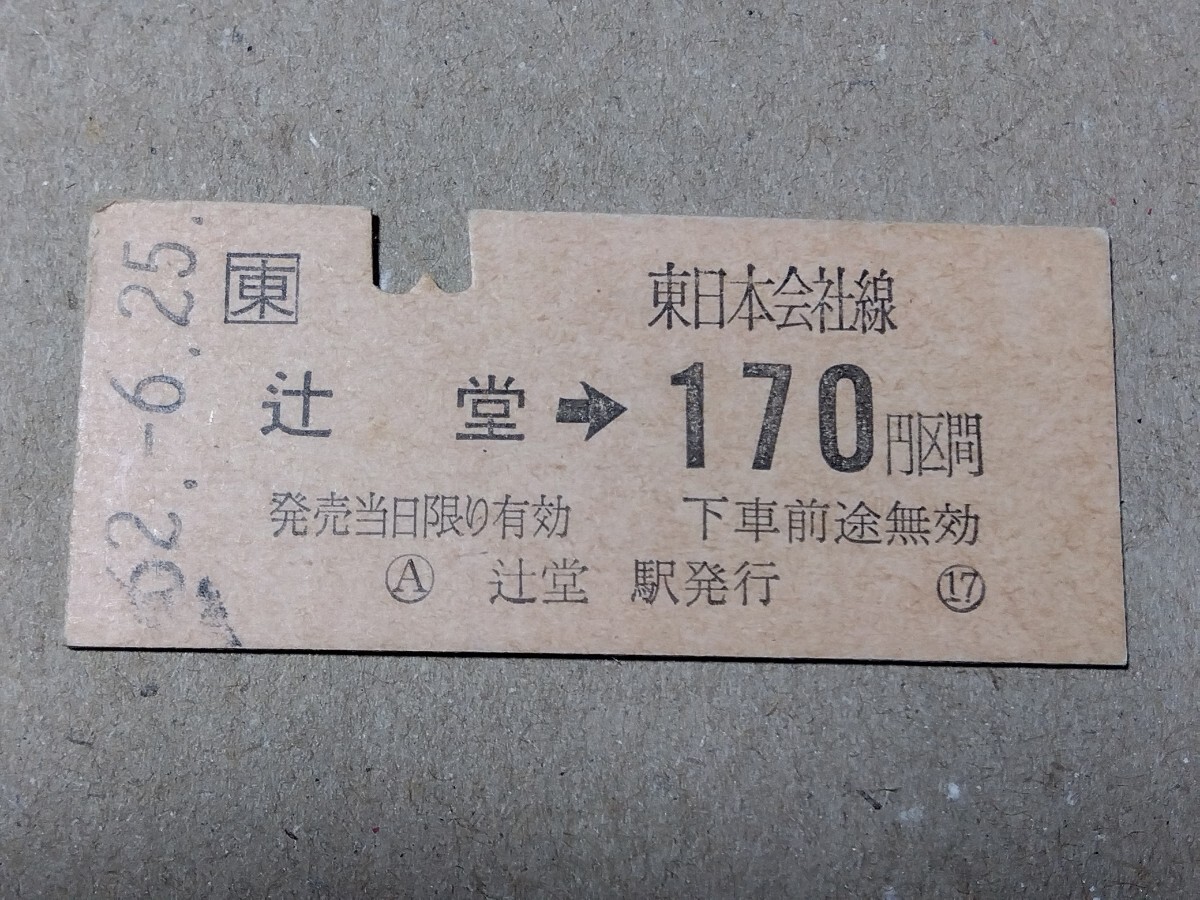 62.-6.25.
東
東日本会社線
辻堂➔170円区間
発売当日限り有効 下車前途無効
Ⓐ 辻堂 駅発行 ⑰